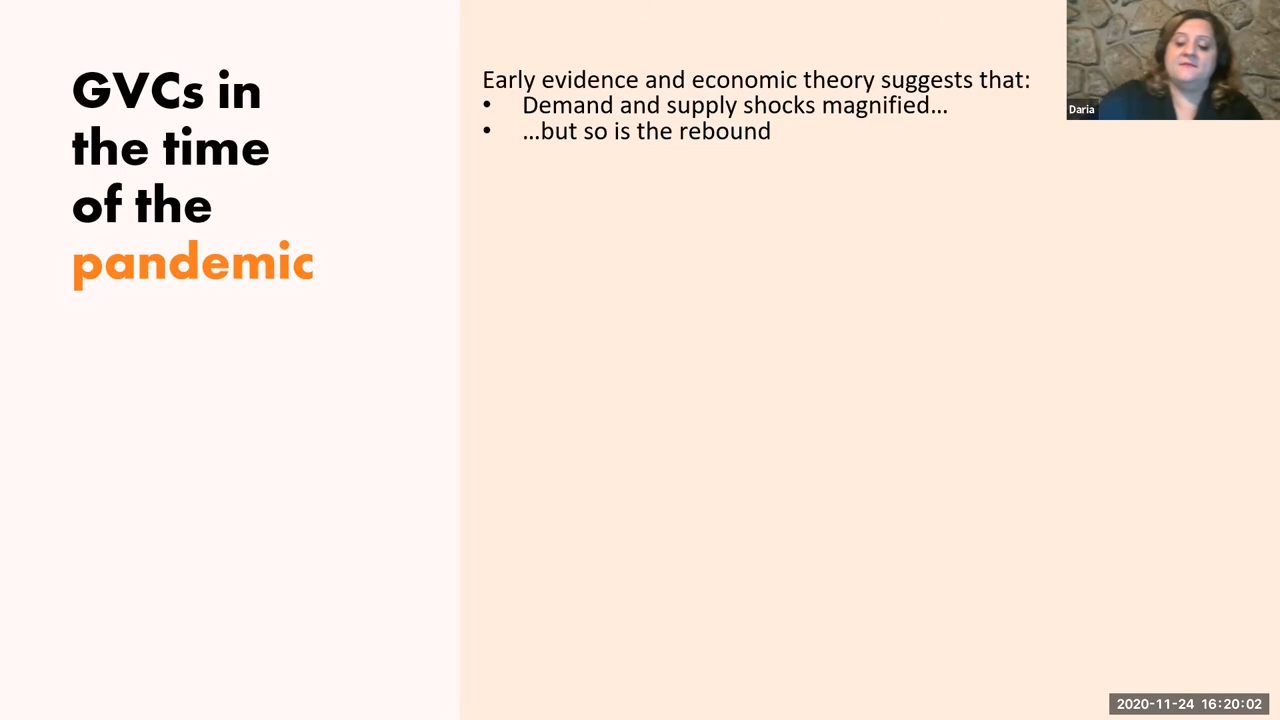 GVCs in
the time
of the
pandemic
Early evidence and economic theory suggests that:
• Demand and supply shocks magnified…
• …but so is the rebound
Daria
2020-11-24 16:20:02